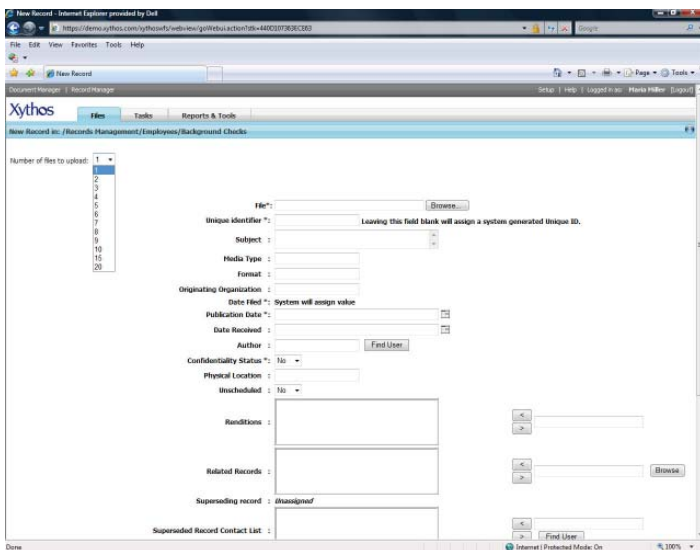 New Record - Internet Explorer provided by Dell
https://demo.xythos.com/xythoswfs/webview/goWebui.action?stk=440D107363ECE63
Google
File Edit View Favorites Tools Help
New Record
Page Tools
Document Manager | Record Manager
Setup | Help | Logged in as: Maria Miller [Logout]
Xythos
Files Tasks Reports & Tools
New Record in: /Records Management/Employees/Background Checks
Number of files to upload: 1
1
2
3
4
5
6
7
8
9
10
15
20
File*: Browse...
Unique identifier *: Leaving this field blank will assign a system generated Unique ID.
Subject :
Media Type :
Format :
Originating Organization :
Date Filed *: System will assign value
Publication Date *:
Date Received :
Author : Find User
Confidentiality Status *: No
Physical Location :
Unscheduled : No
Renditions : < >
Related Records : < > Browse
Superseding record : Unassigned
Superseded Record Contact List : < > Find User
Done
Internet | Protected Mode: On
100%